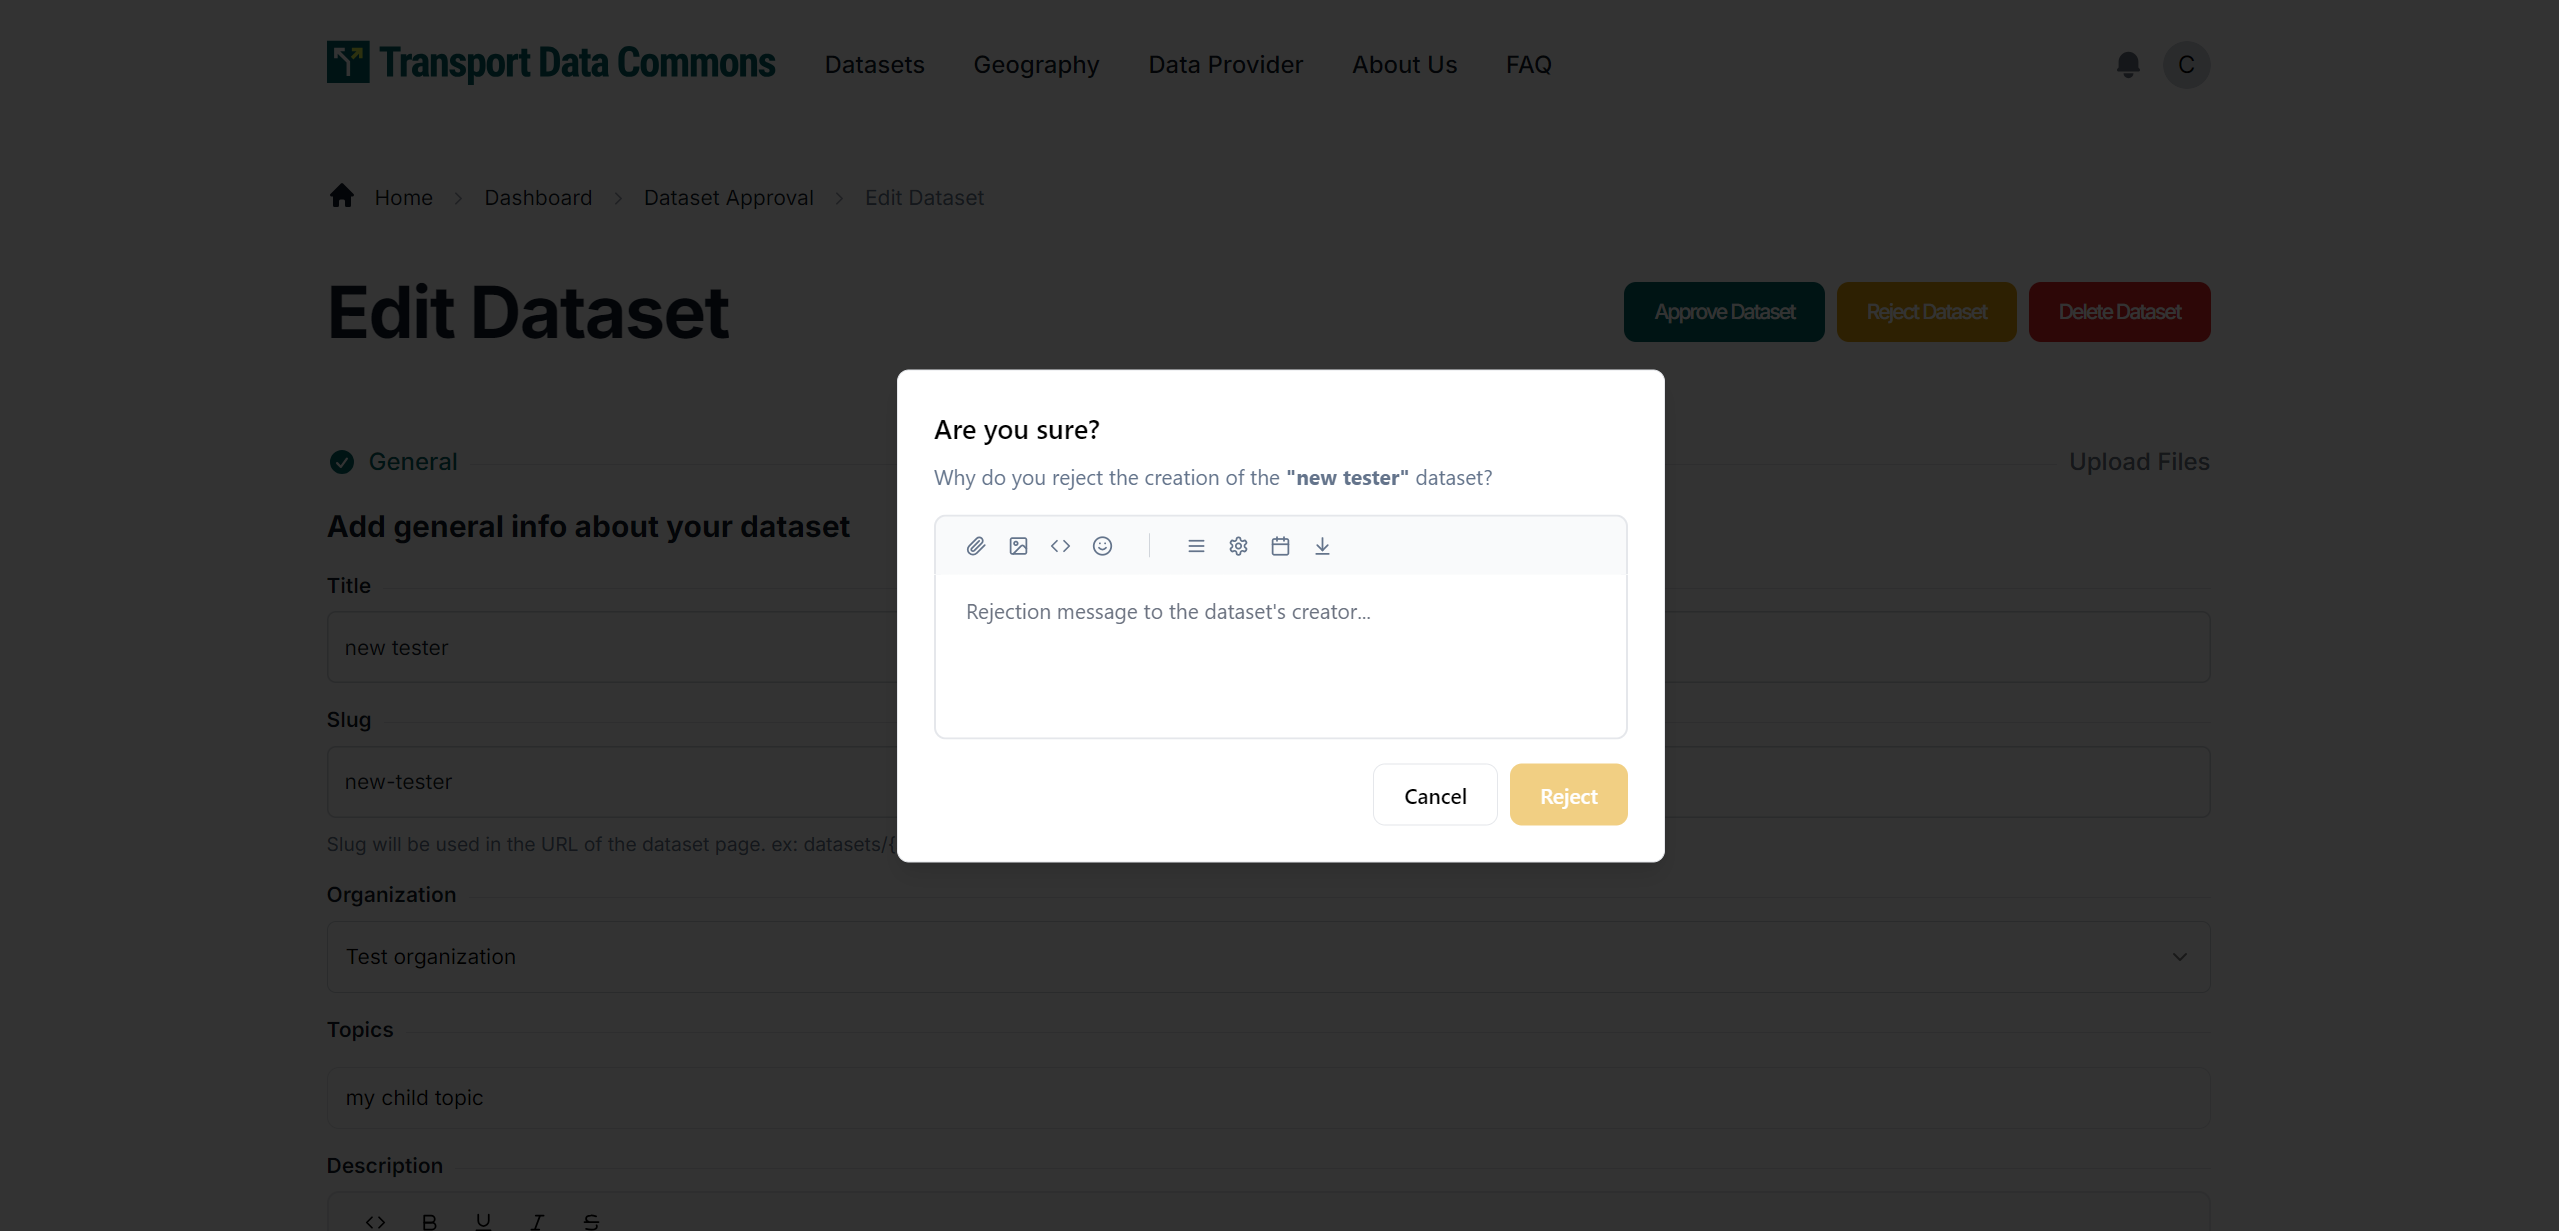 Transport Data Commons
Datasets Geography Data Provider About Us FAQ
C
Home Dashboard Dataset Approval Edit Dataset
Edit Dataset
Approve Dataset Reject Dataset Delete Dataset
General
Upload Files
Add general info about your dataset
Title
new tester
Slug
new-tester
Slug will be used in the URL of the dataset page. ex: datasets/{
Organization
Test organization
Topics
my child topic
Description
B U I S
Are you sure?
Why do you reject the creation of the "new tester" dataset?
Rejection message to the dataset's creator...
Cancel Reject